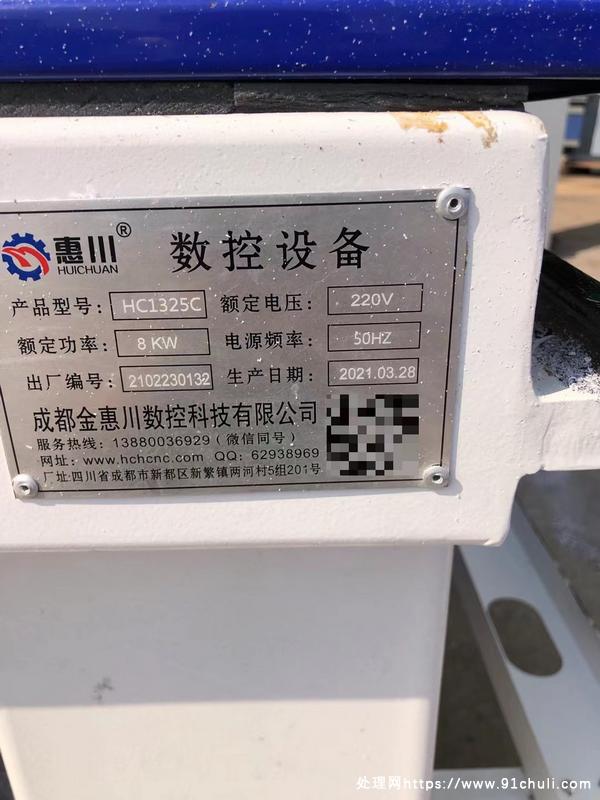 惠川® 数控设备
HUICHUAN
产品型号: HC1325C 额定电压: 220V
额定功率: 8 KW 电源频率: 50HZ
出厂编号: 2102230132 生产日期: 2021.03.28
成都金惠川数控科技有限公司
服务热线: 13880036929 (微信同号)
网址: www.hchcnc.com QQ: 62938969
厂址:四川省成都市新都区新繁镇两河村5组201号
处理网https://www.91chuli.com